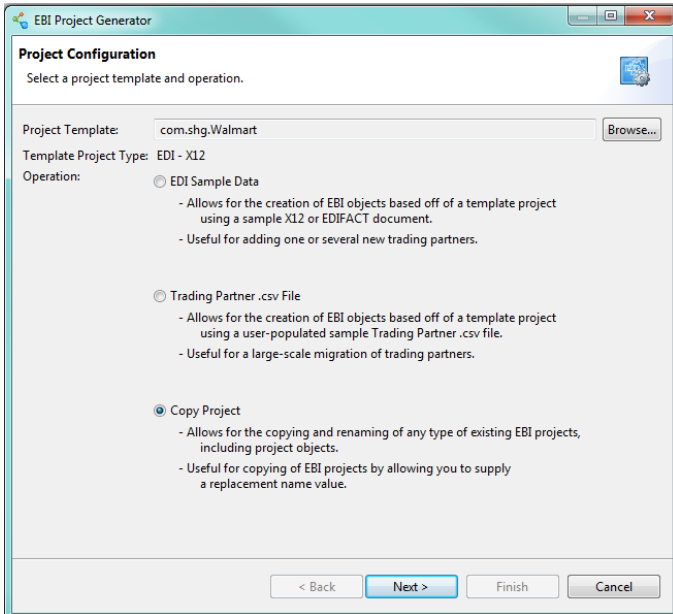 EBI Project Generator
Project Configuration
Select a project template and operation.
Project Template: com.shg.Walmart Browse...
Template Project Type: EDI - X12
Operation: EDI Sample Data
- Allows for the creation of EBI objects based off of a template project
using a sample X12 or EDIFACT document.
- Useful for adding one or several new trading partners.
Trading Partner .csv File
- Allows for the creation of EBI objects based off of a template project
using a user-populated sample Trading Partner .csv file.
- Useful for a large-scale migration of trading partners.
Copy Project
- Allows for the copying and renaming of any type of existing EBI projects,
including project objects.
- Useful for copying of EBI projects by allowing you to supply
a replacement name value.
< Back Next > Finish Cancel